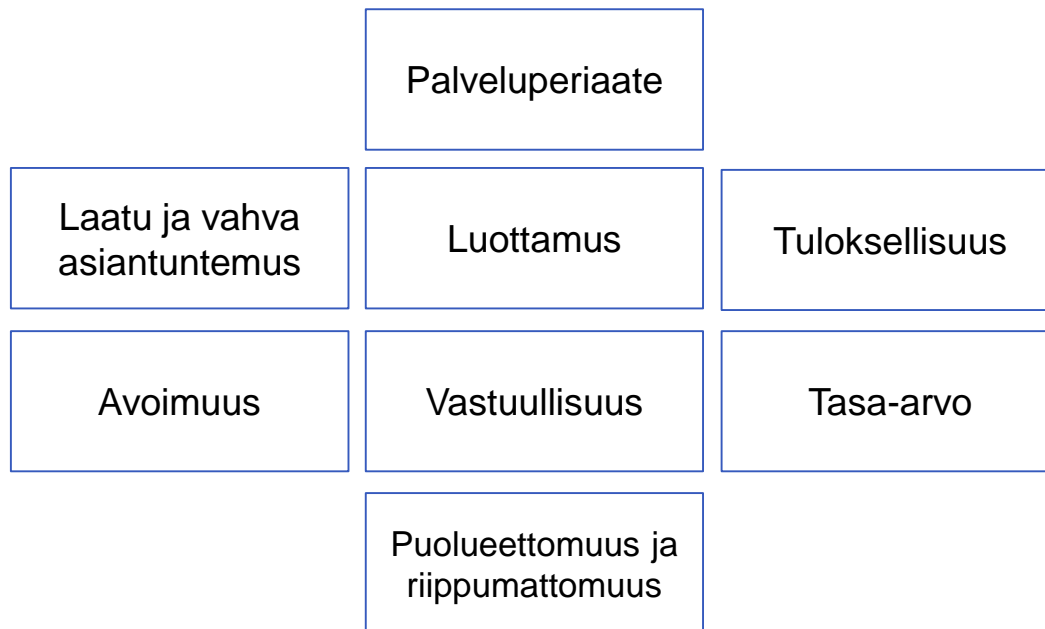 Palveluperiaate
Laatu ja vahva
asiantuntemus
Luottamus
Tuloksellisuus
Avoimuus
Vastuullisuus
Tasa-arvo
Puolueettomuus ja
riippumattomuus